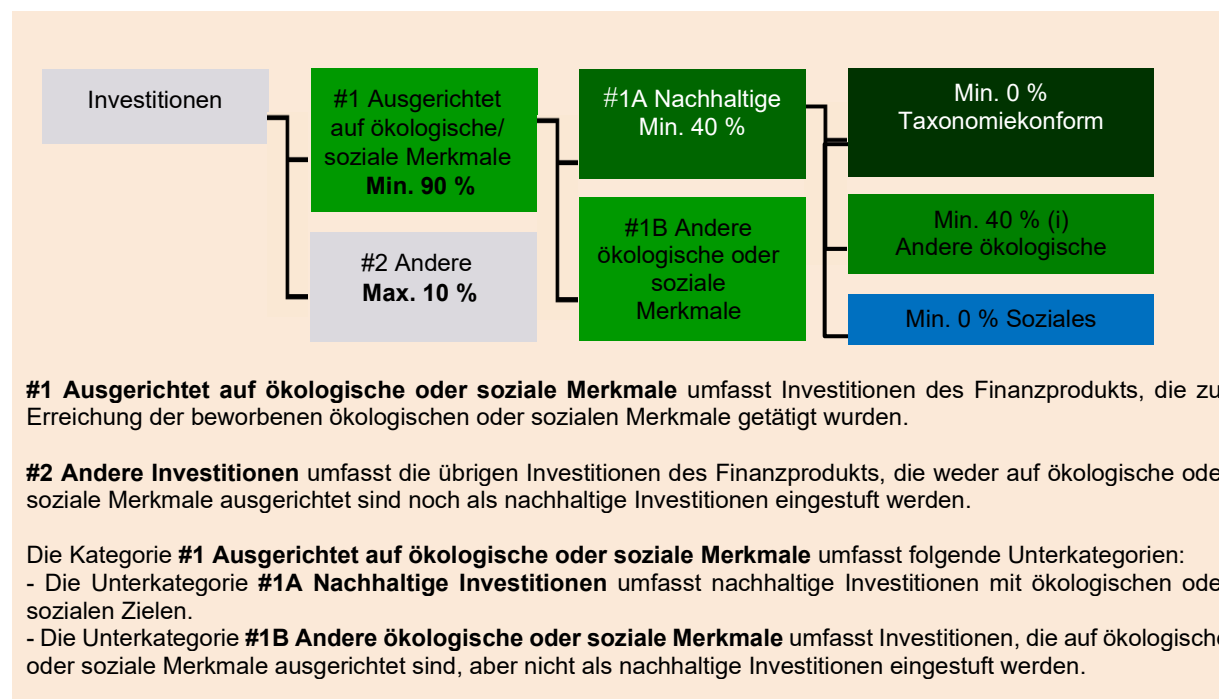 Investitionen
#1 Ausgerichtet
auf ökologische/
soziale Merkmale
Min. 90 %
#2 Andere
Max. 10 %
#1A Nachhaltige
Min. 40 %
#1B Andere
ökologische oder
soziale
Merkmale
Min. 0 %
Taxonomiekonform
Min. 40 % (i)
Andere ökologische
Min. 0 % Soziales
#1 Ausgerichtet auf ökologische oder soziale Merkmale umfasst Investitionen des Finanzprodukts, die zu
Erreichung der beworbenen ökologischen oder sozialen Merkmale getätigt wurden.
#2 Andere Investitionen umfasst die übrigen Investitionen des Finanzprodukts, die weder auf ökologische ode
soziale Merkmale ausgerichtet sind noch als nachhaltige Investitionen eingestuft werden.
Die Kategorie #1 Ausgerichtet auf ökologische oder soziale Merkmale umfasst folgende Unterkategorien:
- Die Unterkategorie #1A Nachhaltige Investitionen umfasst nachhaltige Investitionen mit ökologischen ode
sozialen Zielen.
- Die Unterkategorie #1B Andere ökologische oder soziale Merkmale umfasst Investitionen, die auf ökologische
oder soziale Merkmale ausgerichtet sind, aber nicht als nachhaltige Investitionen eingestuft werden.